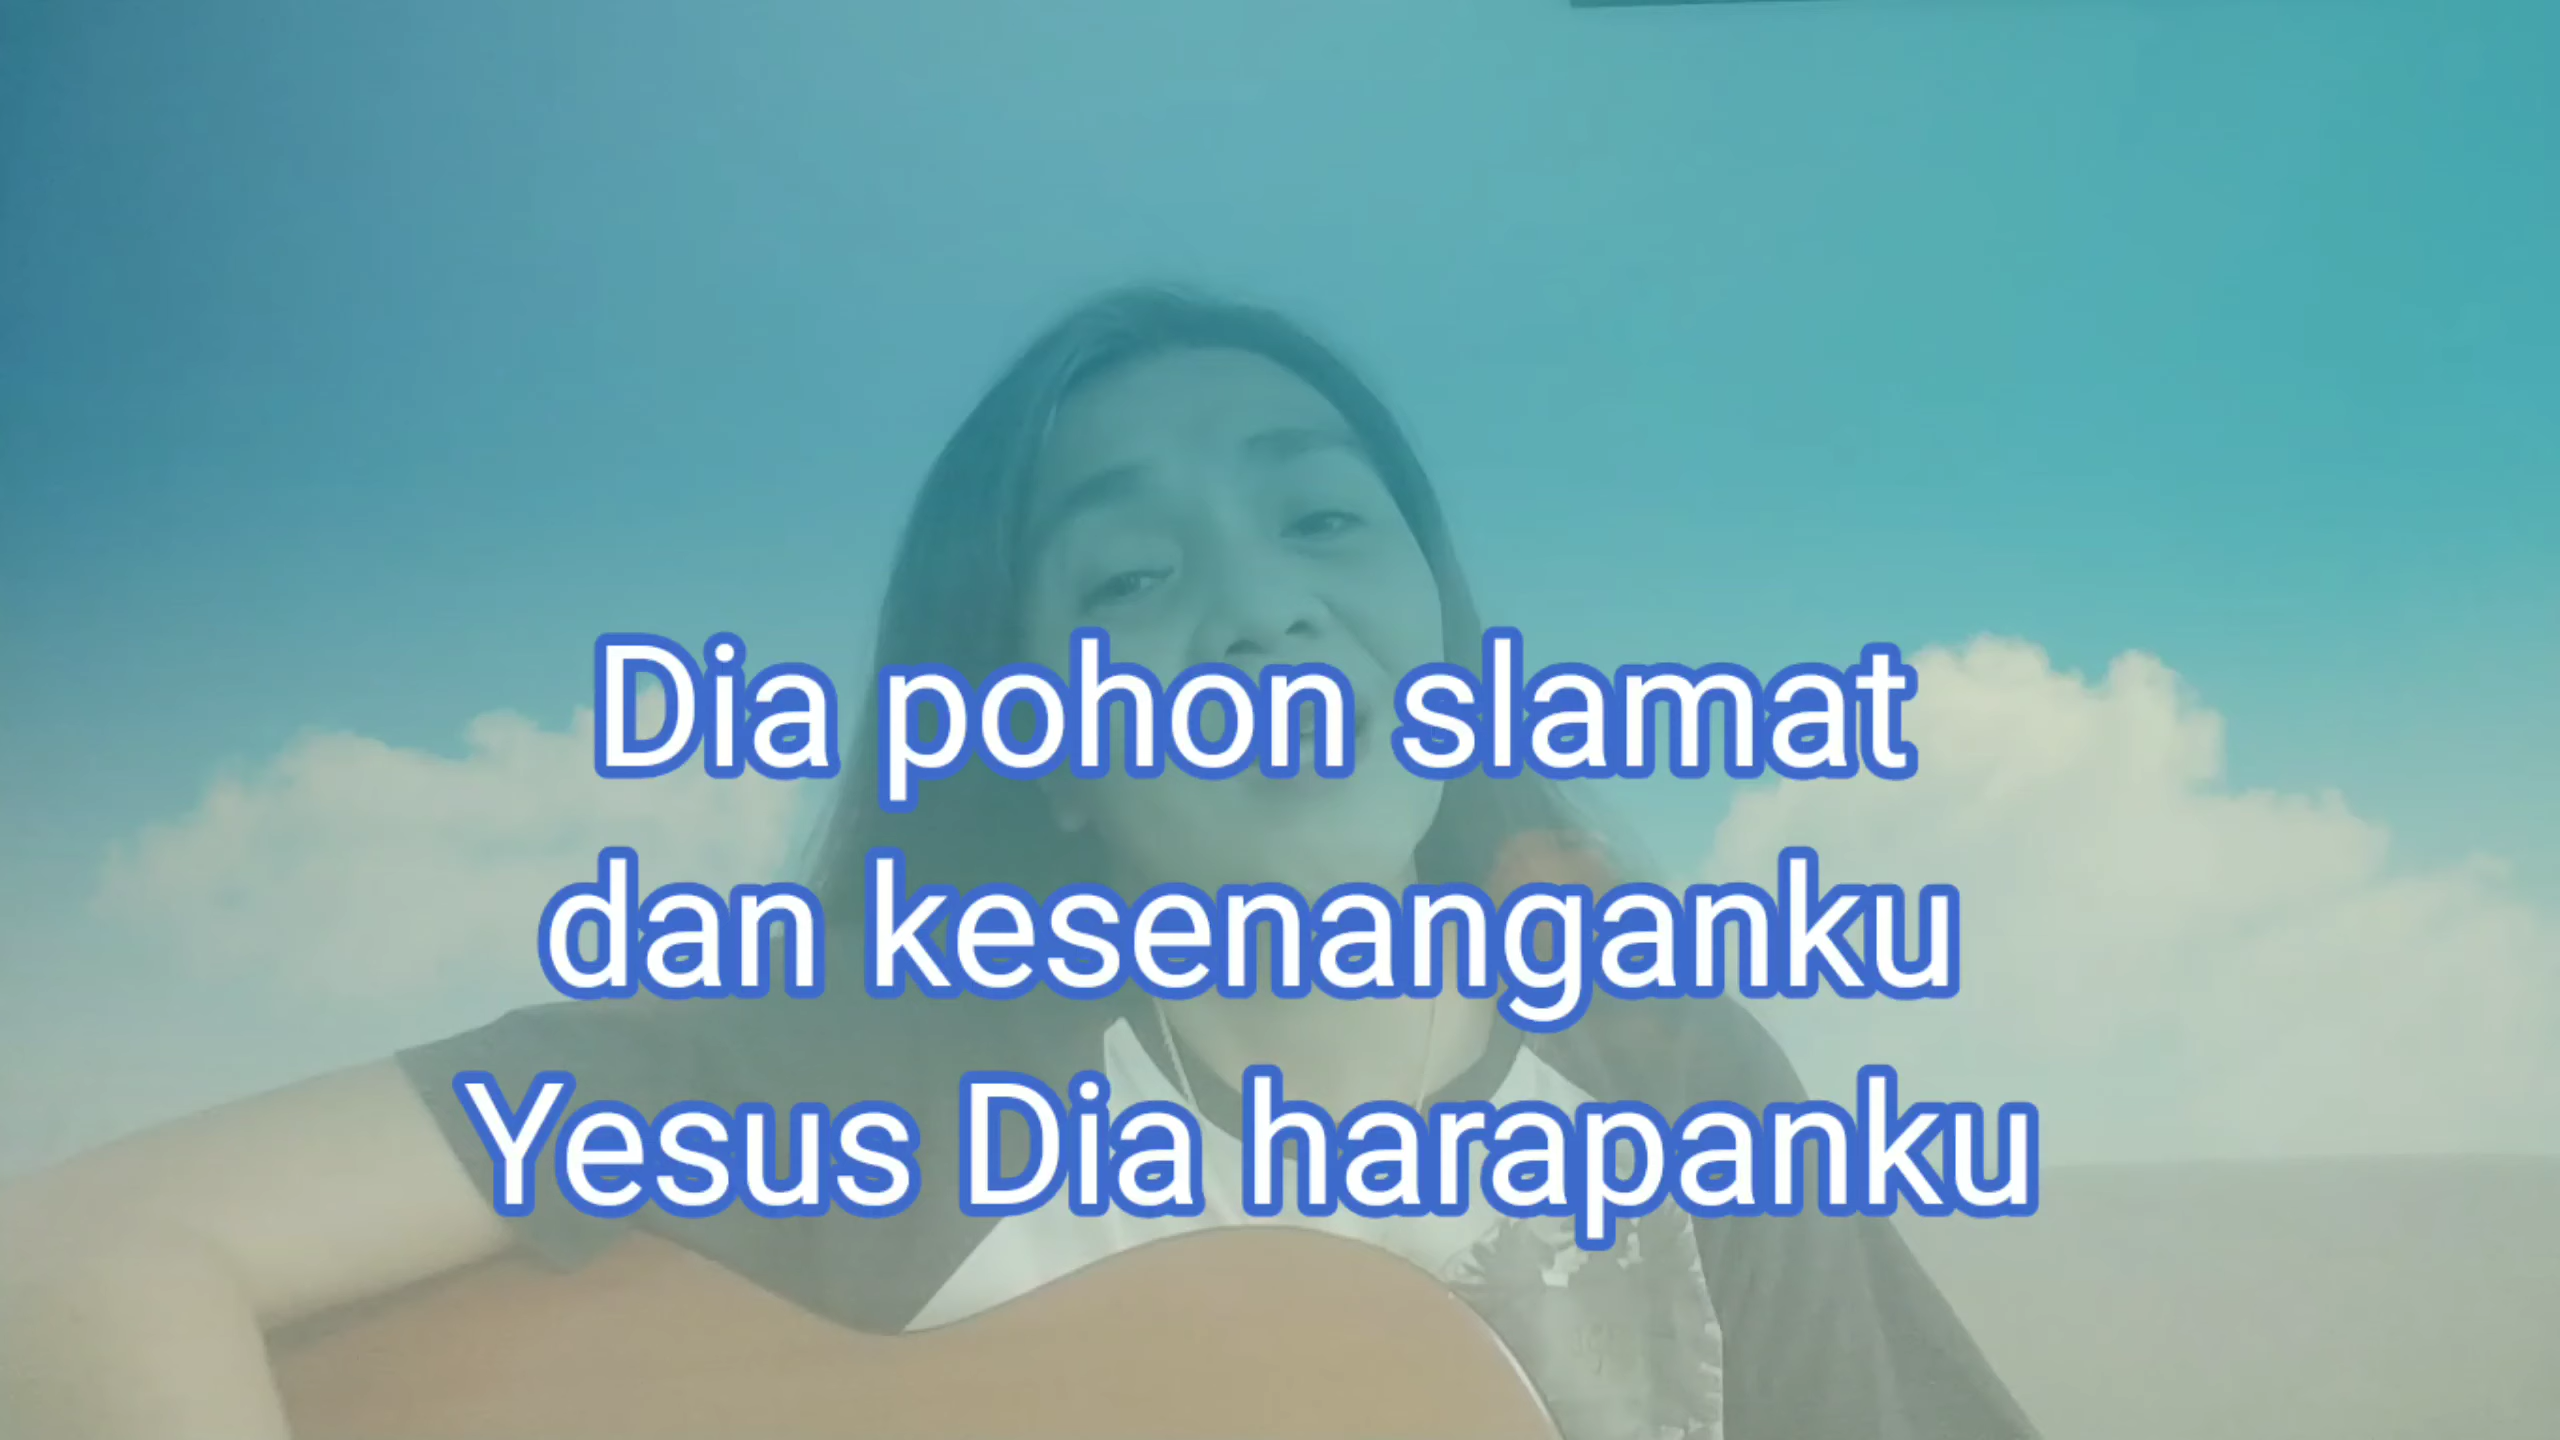 Dia pohon slamat
dan kesenanganku
Yesus Dia harapanku